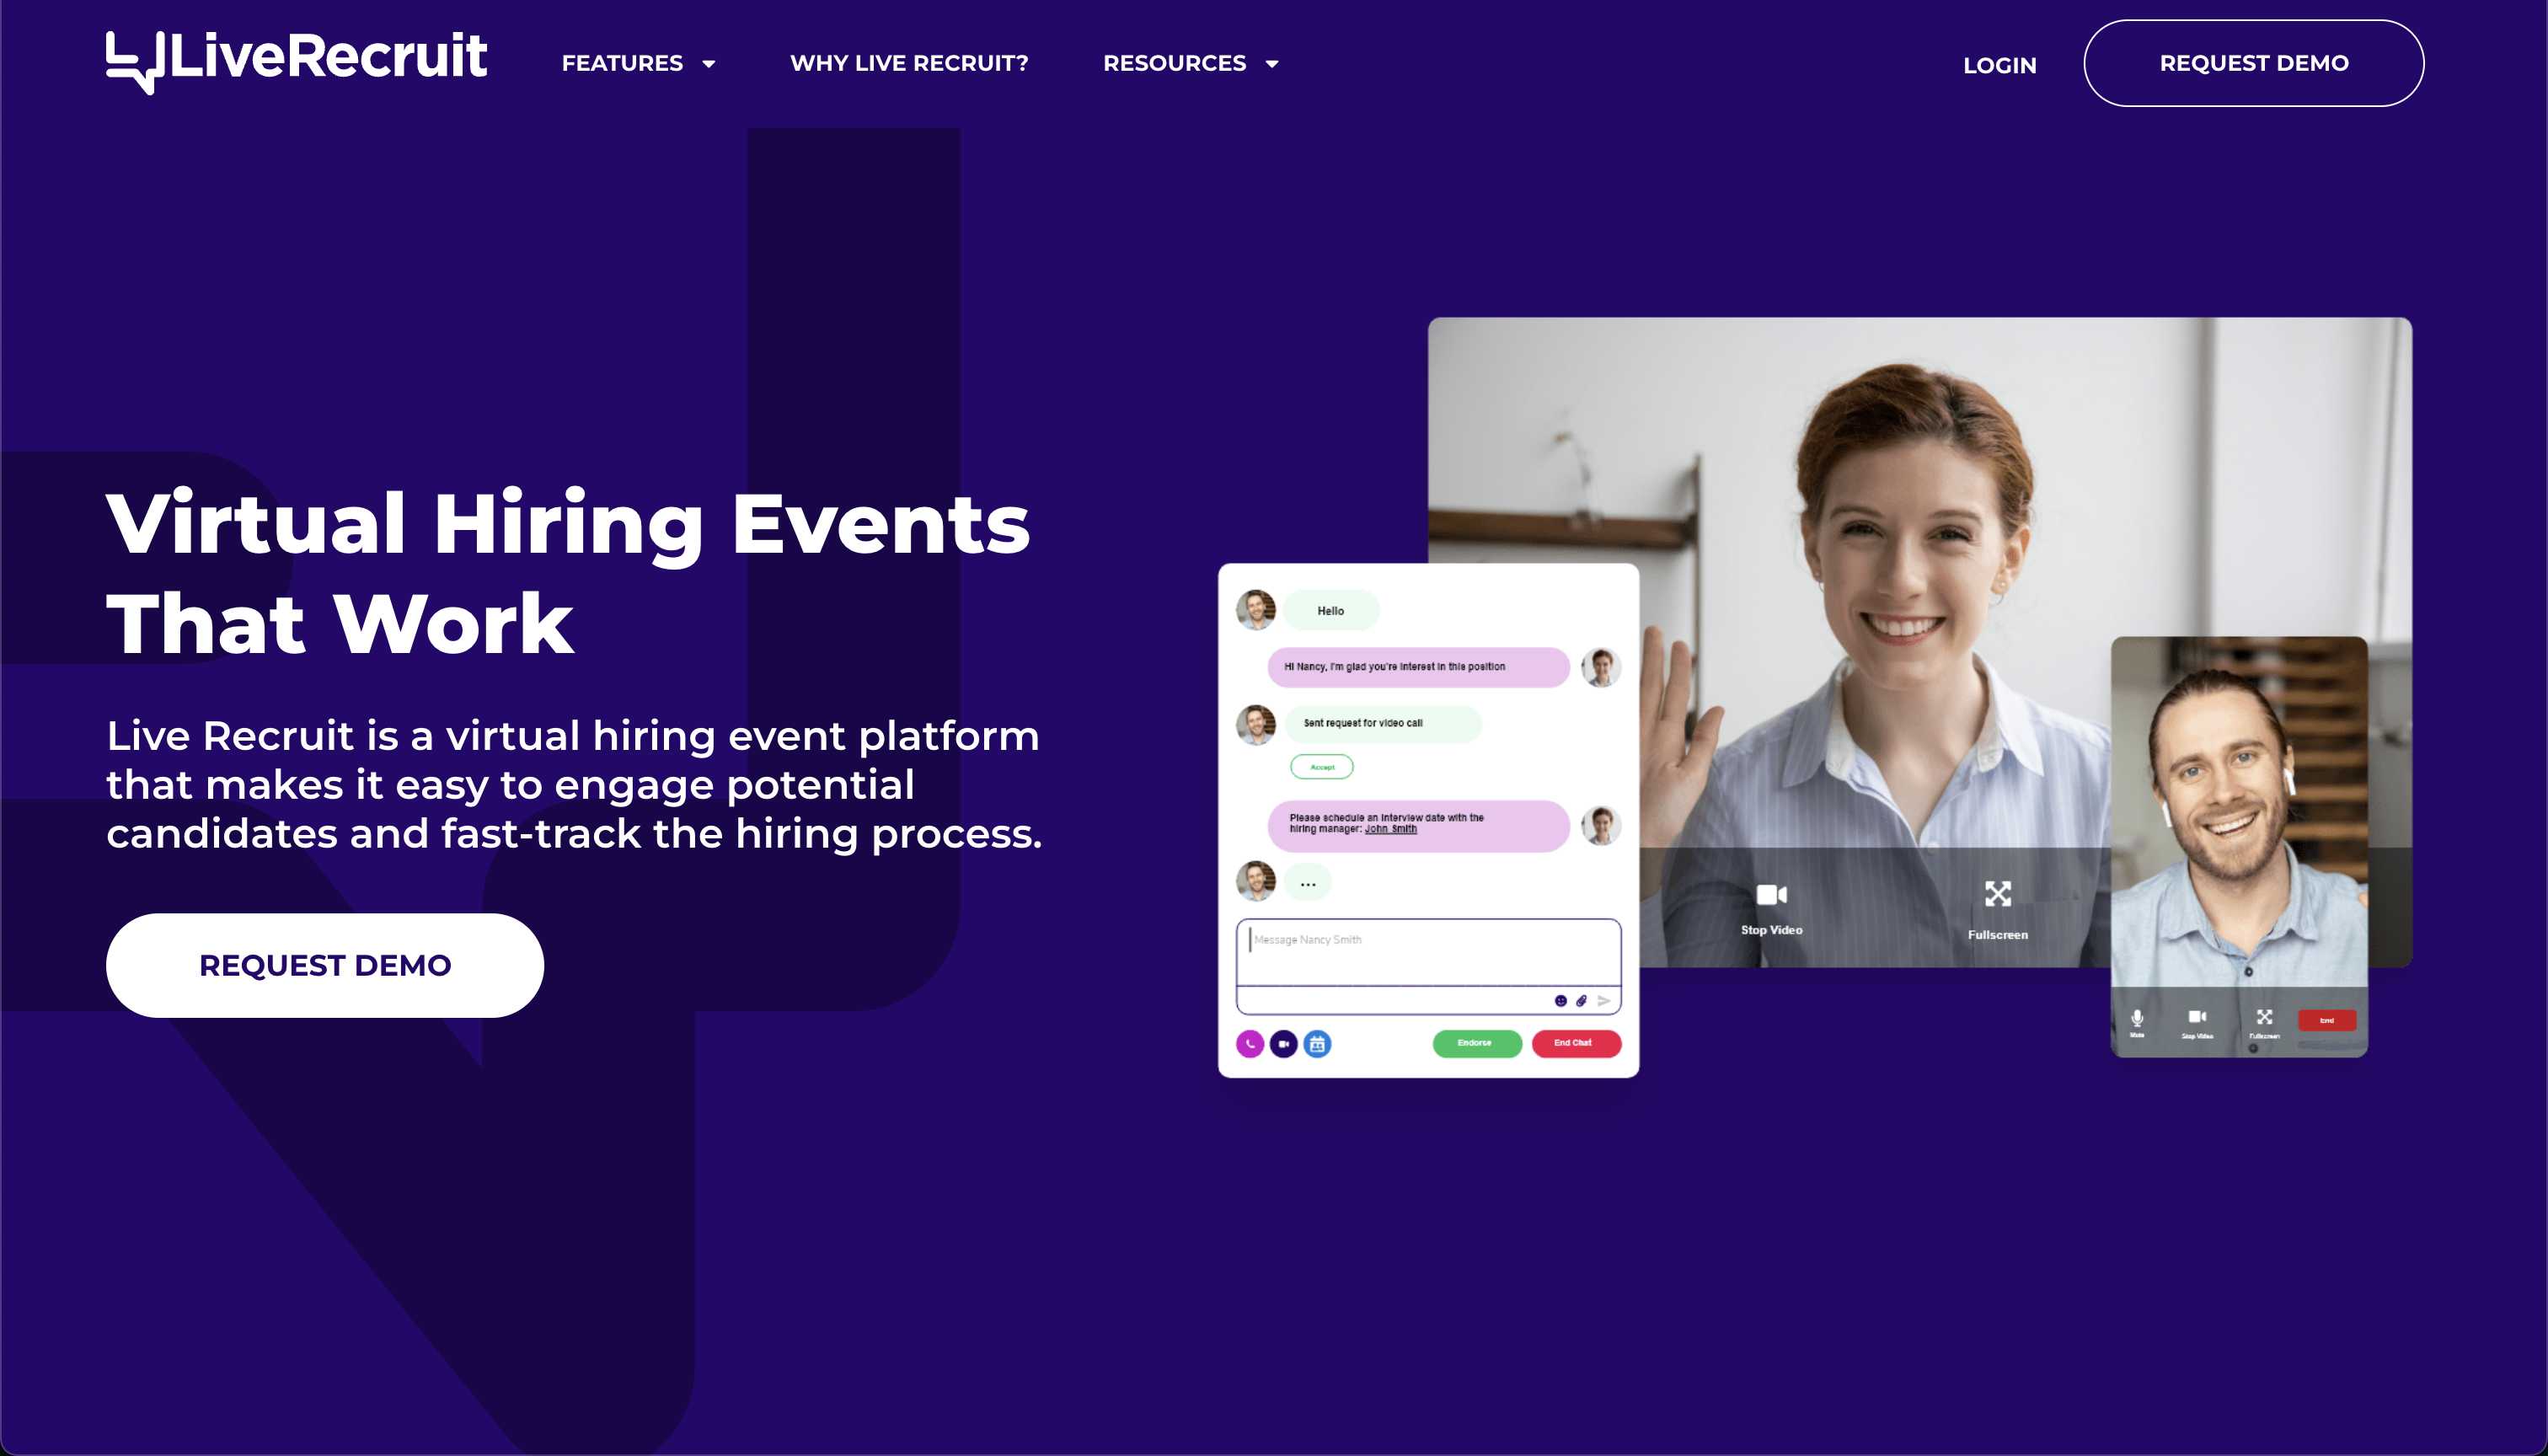 LiveRecruit
FEATURES
WHY LIVE RECRUIT?
RESOURCES
LOGIN
REQUEST DEMO
Virtual Hiring Events
That Work
Live Recruit is a virtual hiring event platform
that makes it easy to engage potential
candidates and fast-track the hiring process.
REQUEST DEMO
Hello
Hi Nancy, I'm glad you're interest in this position
Sent request for video call
Accept
Please schedule an interview date with the
hiring manager: John Smith
...
Message Nancy Smith
Endorse
End Chat
Stop Video
Fullscreen
Mute
Stop Video
Fullscreen
End